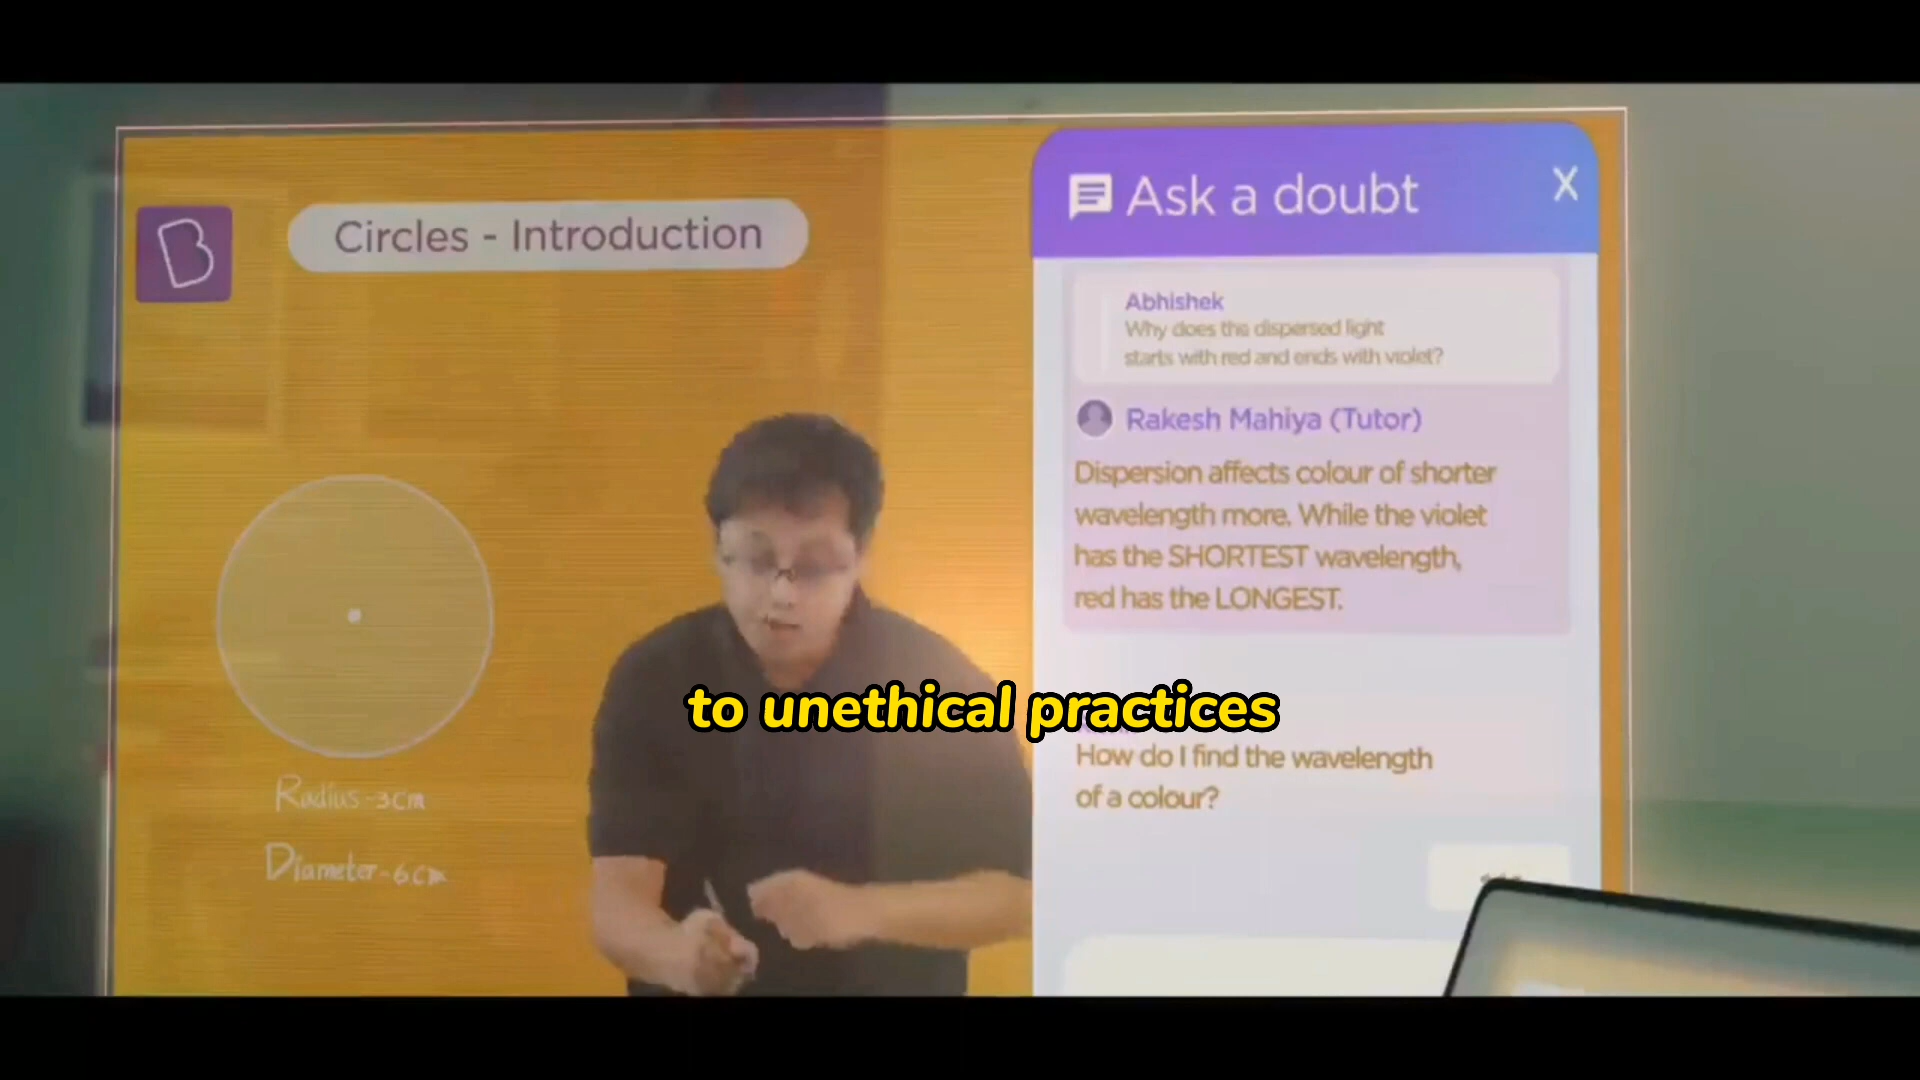 B
Circles - Introduction
Radius-3cm
Diameter-6cm
Ask a doubt
X
Abhishek
Why does the dispersed light
starts with red and ends with violet?
Rakesh Mahiya (Tutor)
Dispersion affects colour of shorter
wavelength more. While the violet
has the SHORTEST wavelength,
red has the LONGEST.
to unethical practices
How do I find the wavelength
of a colour?